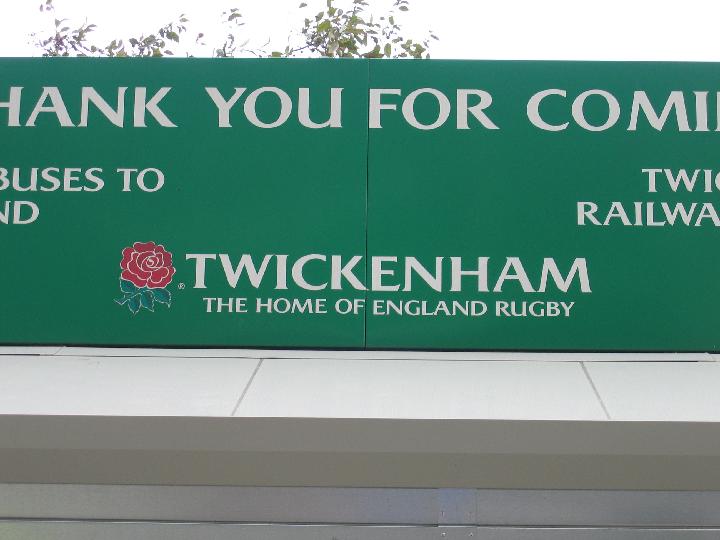 HANK YOU FOR COMI
BUSES TO
ND
TWIC
RAILWA
® TWICKENHAM
THE HOME OF ENGLAND RUGBY